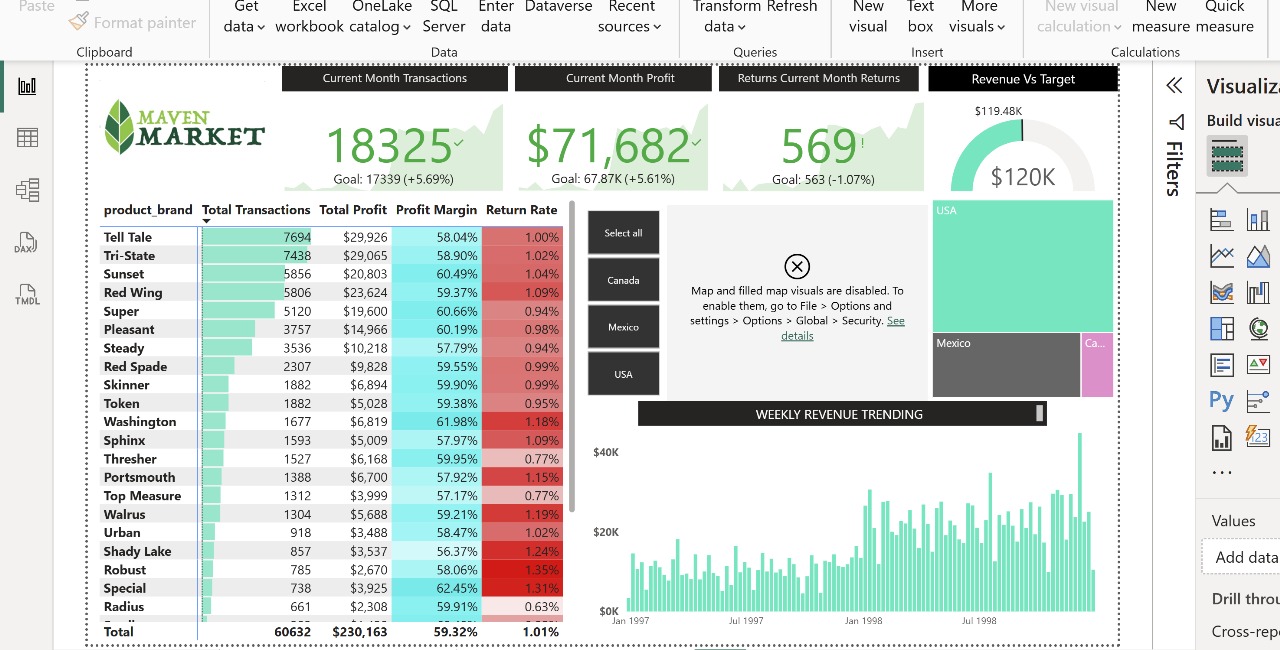 Paste
Format painter
Clipboard
Get data
Excel workbook
OneLake catalog
SQL Server
Enter data
Dataverse
Recent sources
Data
Transform data
Refresh
Queries
New visual
Text box
More visuals
Insert
New visual calculation
New measure
Quick measure
Calculations
DAX
TMDL
MAVEN
MARKET
Current Month Transactions
18325
Goal: 17339 (+5.69%)
Current Month Profit
$71,682
Goal: 67.87K (+5.61%)
Returns Current Month Returns
569!
Goal: 563 (-1.07%)
Revenue Vs Target
$119.48K
$120K
product_brand Total Transactions Total Profit Profit Margin Return Rate
Tell Tale 7694 $29,926 58.04% 1.00%
Tri-State 7438 $29,065 58.90% 1.02%
Sunset 5856 $20,803 60.49% 1.04%
Red Wing 5806 $23,624 59.37% 1.09%
Super 5120 $19,600 60.66% 0.94%
Pleasant 3757 $14,966 60.19% 0.98%
Steady 3536 $10,218 57.79% 0.94%
Red Spade 2307 $9,828 59.55% 0.99%
Skinner 1882 $6,894 59.90% 0.99%
Token 1882 $5,028 59.38% 0.95%
Washington 1677 $6,819 61.98% 1.18%
Sphinx 1593 $5,009 57.97% 1.09%
Thresher 1527 $6,168 59.95% 0.77%
Portsmouth 1388 $6,700 57.92% 1.15%
Top Measure 1312 $3,999 57.17% 0.77%
Walrus 1304 $5,688 59.21% 1.19%
Urban 918 $3,488 58.47% 1.02%
Shady Lake 857 $3,537 56.37% 1.24%
Robust 785 $2,670 58.06% 1.35%
Special 738 $3,925 62.45% 1.31%
Radius 661 $2,308 59.91% 0.63%
Total 60632 $230,163 59.32% 1.01%
Select all
Canada
Mexico
USA
Map and filled map visuals are disabled. To
enable them, go to File > Options and
settings > Options > Global > Security. See
details
USA
Mexico
Ca...
WEEKLY REVENUE TRENDING
$40K
$20K
$0K
Jan 1997 Jul 1997 Jan 1998 Jul 1998
Filters
Visualiza
Build visua
Py
123
...
Values
Add data
Drill throu
Cross-repo